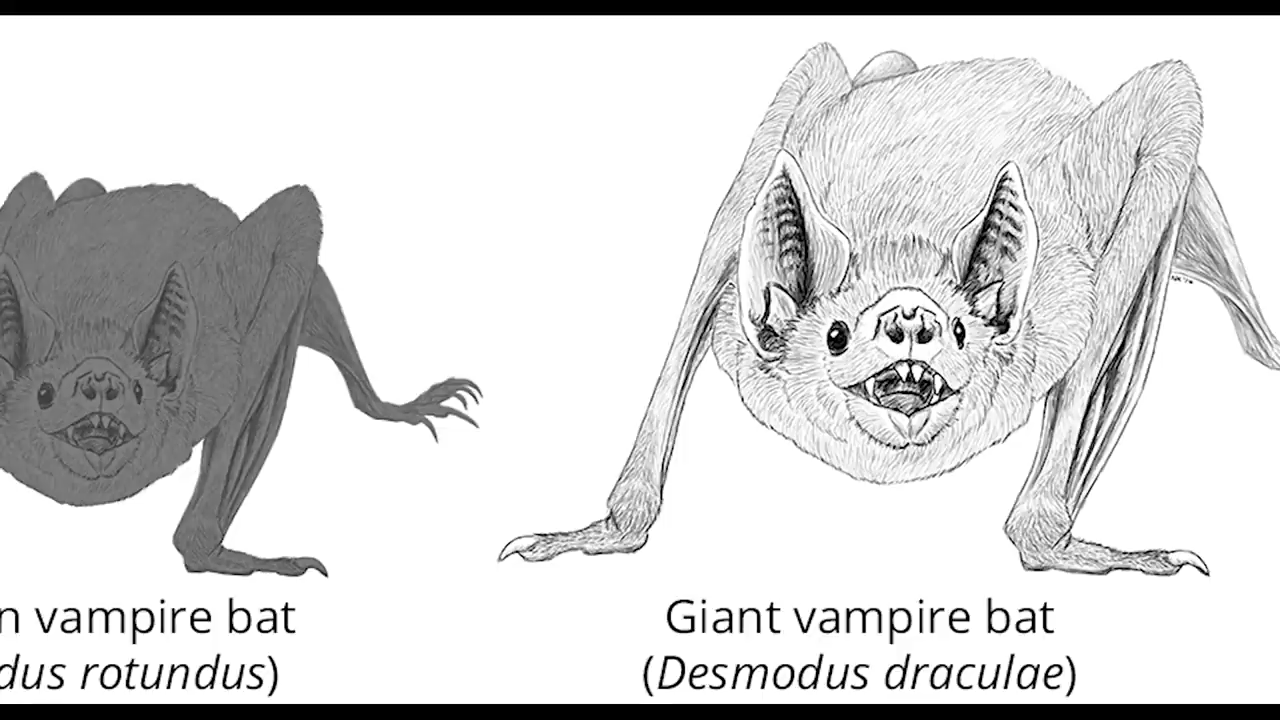 n vampire bat
dus rotundus)
Giant vampire bat
(Desmodus draculae)